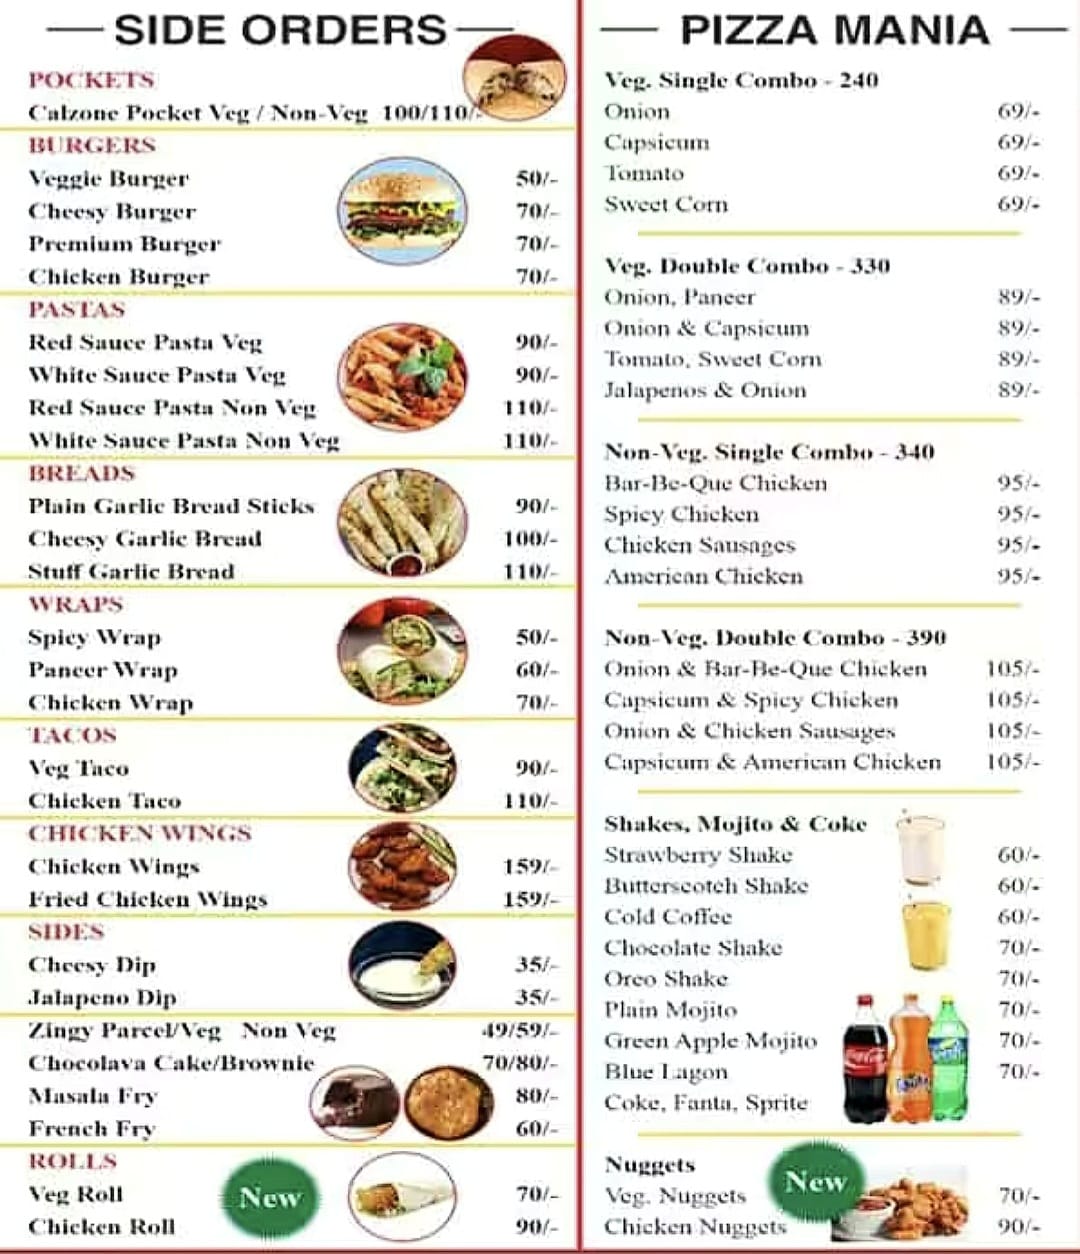 SIDE ORDERS
POCKETS
Calzone Pocket Veg / Non-Veg 100/110/-
BURGERS
Veggie Burger 50/-
Cheesy Burger 70/-
Premium Burger 70/-
Chicken Burger 70/-
PASTAS
Red Sauce Pasta Veg 90/-
White Sauce Pasta Veg 90/-
Red Sauce Pasta Non Veg 110/-
White Sauce Pasta Non Veg 110/-
BREADS
Plain Garlic Bread Sticks 90/-
Cheesy Garlic Bread 100/-
Stuff Garlic Bread 110/-
WRAPS
Spicy Wrap 50/-
Paneer Wrap 60/-
Chicken Wrap 70/-
TACOS
Veg Taco 90/-
Chicken Taco 110/-
CHICKEN WINGS
Chicken Wings 159/-
Fried Chicken Wings 159/-
SIDES
Cheesy Dip 35/-
Jalapeno Dip 35/-
Zingy Parcel/Veg Non Veg 49/59/-
Chocolava Cake/Brownie 70/80/-
Masala Fry 80/-
French Fry 60/-
ROLLS
Veg Roll 70/-
New
Chicken Roll 90/-
PIZZA MANIA
Veg. Single Combo - 240
Onion 69/-
Capsicum 69/-
Tomato 69/-
Sweet Corn 69/-
Veg. Double Combo - 330
Onion, Paneer 89/-
Onion & Capsicum 89/-
Tomato, Sweet Corn 89/-
Jalapenos & Onion 89/-
Non-Veg. Single Combo - 340
Bar-Be-Que Chicken 95/-
Spicy Chicken 95/-
Chicken Sausages 95/-
American Chicken 95/-
Non-Veg. Double Combo - 390
Onion & Bar-Be-Que Chicken 105/-
Capsicum & Spicy Chicken 105/-
Onion & Chicken Sausages 105/-
Capsicum & American Chicken 105/-
Shakes, Mojito & Coke
Strawberry Shake 60/-
Butterscotch Shake 60/-
Cold Coffee 60/-
Chocolate Shake 70/-
Oreo Shake 70/-
Plain Mojito 70/-
Green Apple Mojito 70/-
Blue Lagon 70/-
Coke, Fanta, Sprite
Coca-Cola
Fanta
Sprite
Nuggets
New
Veg. Nuggets 70/-
Chicken Nuggets 90/-